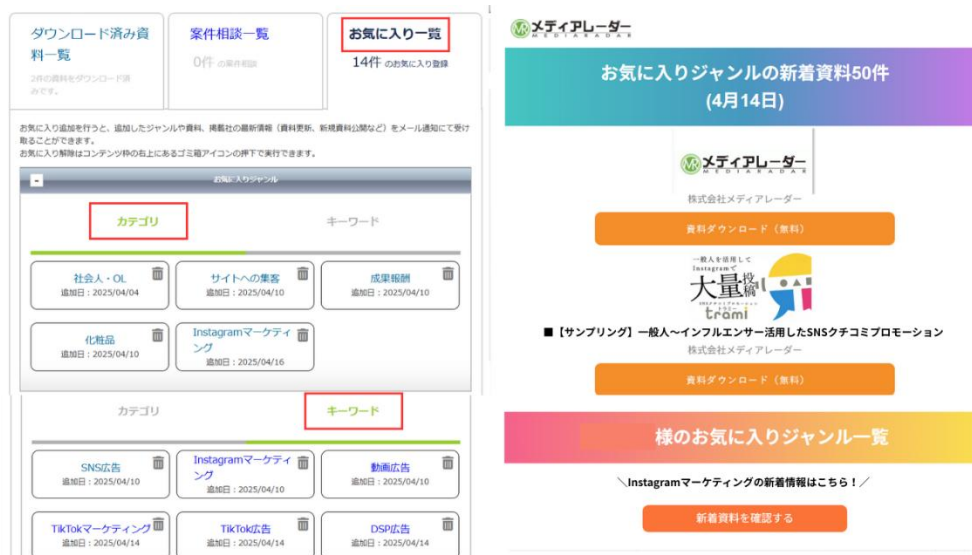 ダウンロード済み資
料一覧
2件の資料をダウンロード済
みです。
案件相談一覧
0件 の案件相談
お気に入り一覧
14件 のお気に入り登録
お気に入り追加を行うと、追加したジャンルや資料、掲載社の最新情報（資料更新、新規資料公開など）をメール通知にて受け
取ることができます。
お気に入り解除はコンテンツ枠の右上にあるゴミ箱アイコンの押下で実行できます。
お気に入りジャンル
カテゴリ
キーワード
社会人・OL
追加日：2025/04/04
サイトへの集客
追加日：2025/04/10
成果報酬
追加日：2025/04/10
化粧品
追加日：2025/04/10
Instagramマーケティ
ング
追加日：2025/04/16
カテゴリ
キーワード
SNS広告
追加日：2025/04/10
Instagramマーケティ
ング
追加日：2025/04/10
動画広告
追加日：2025/04/10
TikTokマーケティング
追加日：2025/04/14
TikTok広告
追加日：2025/04/14
DSP広告
追加日：2025/04/14
メディアレーダー
MEDIARADAR
お気に入りジャンルの新着資料50件
(4月14日)
メディアレーダー
MEDIARADAR
株式会社メディアレーダー
資料ダウンロード（無料）
一般人を活用して
Instagramで
大量投稿
SNSクチコミプロモーション
トラミー
trami
■【サンプリング】一般人～インフルエンサー活用したSNSクチコミプロモーション
株式会社メディアレーダー
資料ダウンロード（無料）
様のお気に入りジャンル一覧
＼Instagramマーケティングの新着情報はこちら！／
新着資料を確認する